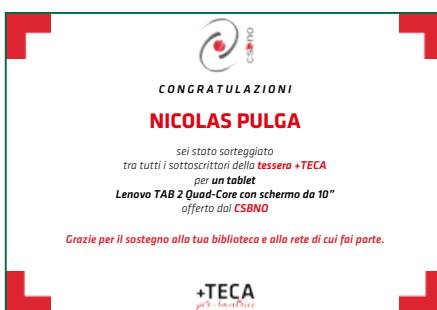 csbno
CONGRATULAZIONI
NICOLAS PULGA
sei stato sorteggiato
tra tutti i sottoscrittori della tessera +TECA
per un tablet
Lenovo TAB 2 Quad-Core con schermo da 10”
offerto dal CSBNO
Grazie per il sostegno alla tua biblioteca e alla rete di cui fai parte.
+TECA
per Amatrice